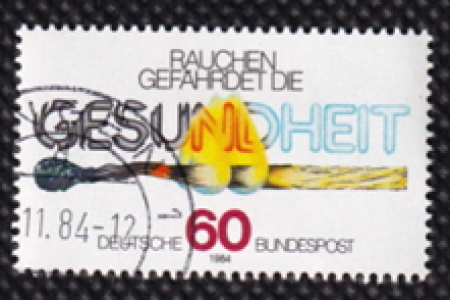 RAUCHEN
GEFÄHRDET DIE
GESUNDHEIT
11.84-12
60
DEUTSCHE BUNDESPOST
1984